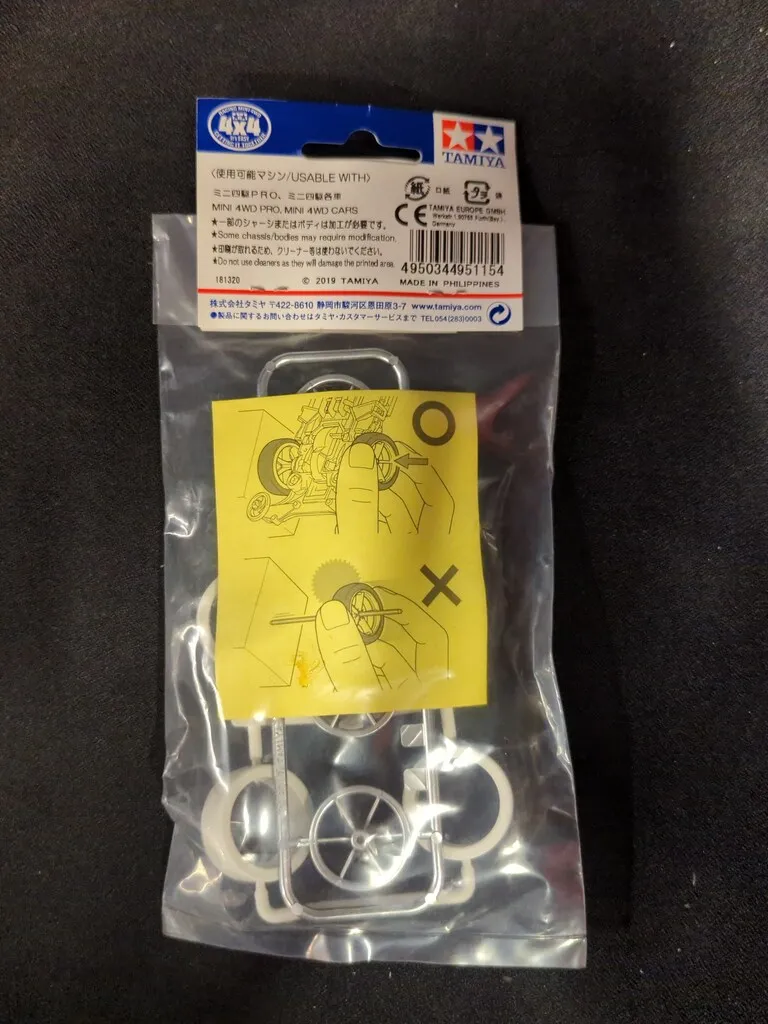 4x4
TAMIYA
〈使用可能マシン/USABLE WITH〉
ミニ四駆PRO、ミニ四駆各車
MINI 4WD PRO, MINI 4WD CARS
★一部のシャーシまたはボディは加工が必要です。
★Some chassis/bodies may require modification.
★印刷が取れるため、クリーナー等は使わないでください。
★Do not use cleaners as they will damage the printed area.
181320
© 2019 TAMIYA
紙
プラ
CE
TAMIYA EUROPE GMBH
Germany
4950344951154
MADE IN PHILIPPINES
株式会社タミヤ 〒422-8610 静岡市駿河区恩田原3-7 www.tamiya.com
●製品に関するお問い合わせはタミヤ・カスタマーサービスまで TEL054(283)0003